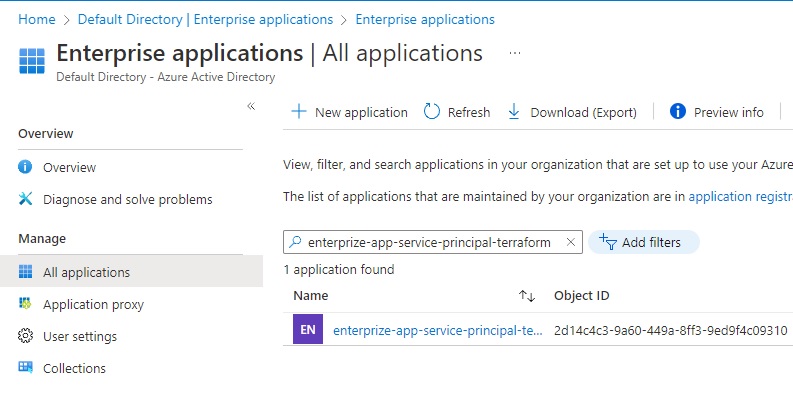 Home > Default Directory | Enterprise applications > Enterprise applications
Enterprise applications | All applications ...
Default Directory - Azure Active Directory
«
Overview
Overview
Diagnose and solve problems
Manage
All applications
Application proxy
User settings
Collections
+ New application Refresh Download (Export) Preview info
View, filter, and search applications in your organization that are set up to use your Azure
The list of applications that are maintained by your organization are in application registra
enterprize-app-service-principal-terraform × Add filters
1 application found
Name ↑↓ Object ID
EN enterprize-app-service-principal-te... 2d14c4c3-9a60-449a-8ff3-9ed9f4c09310